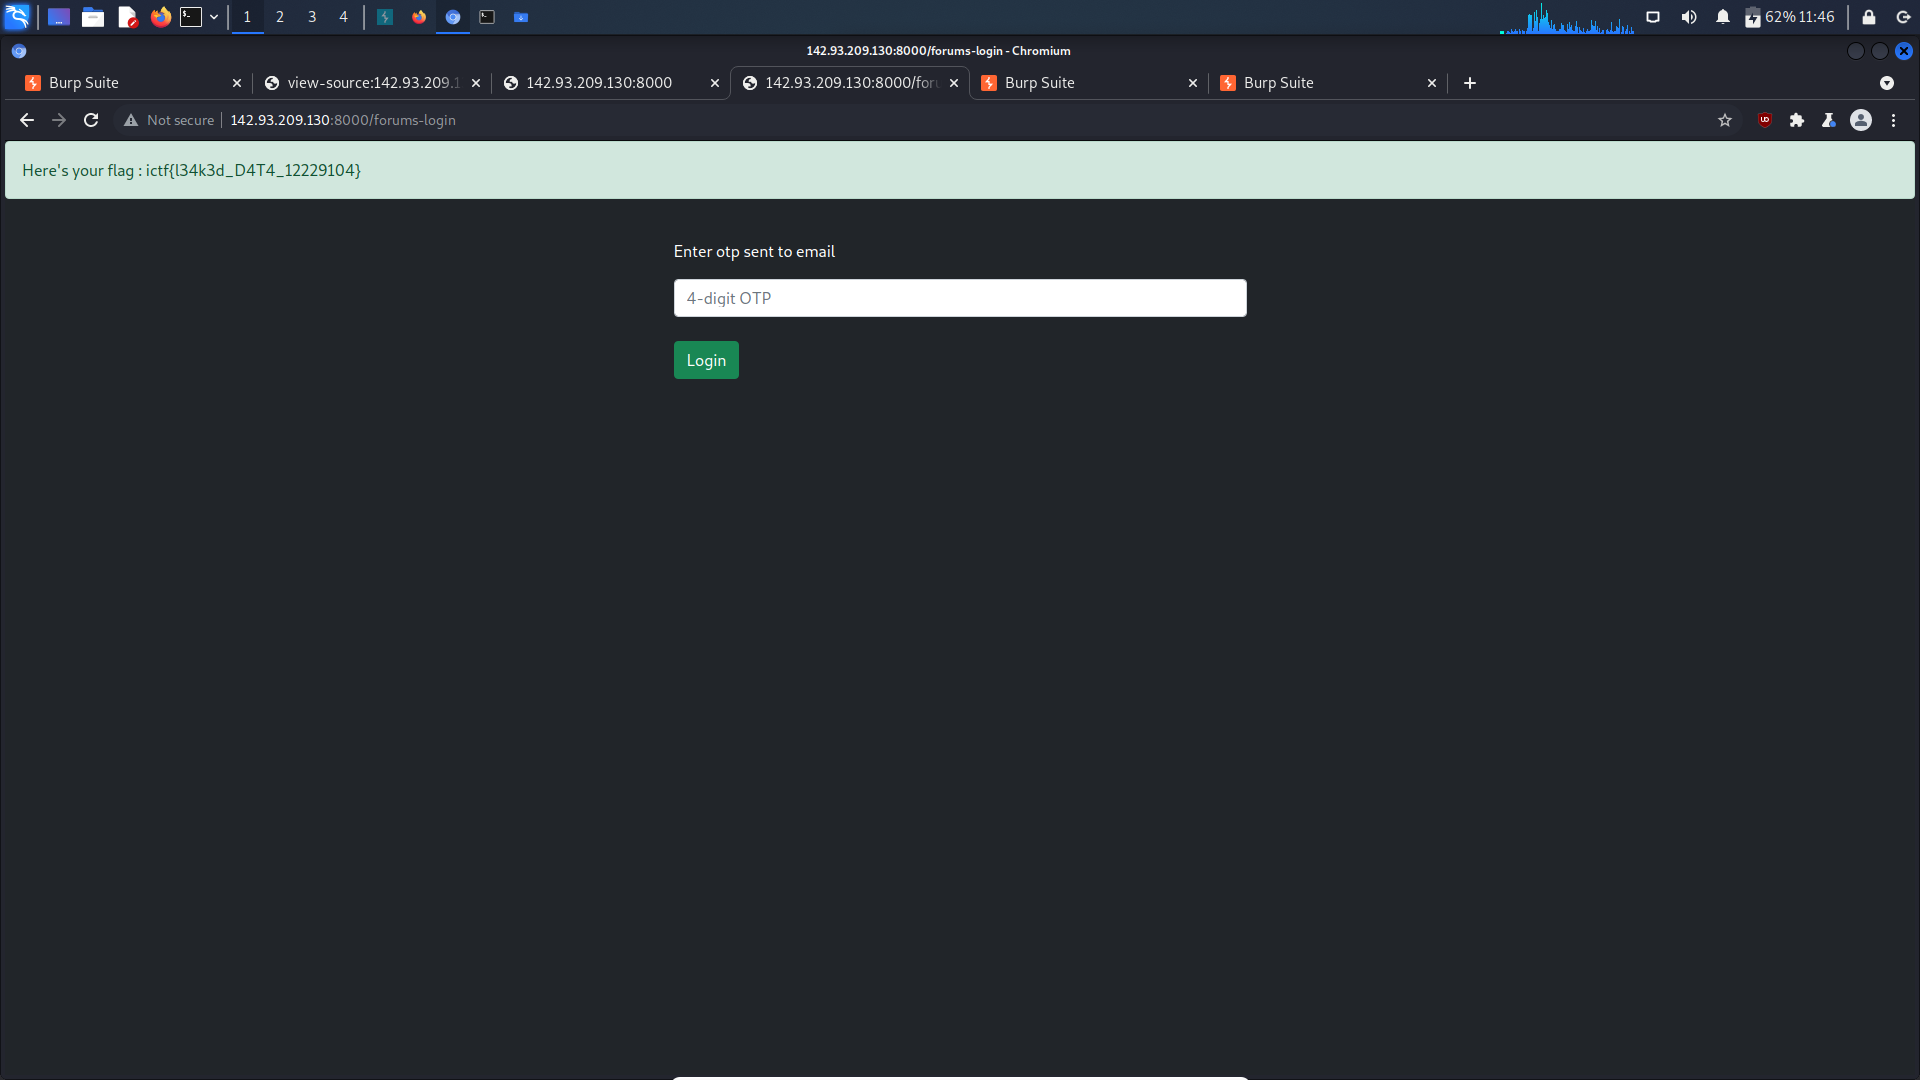 1 2 3 4 62% 11:46
142.93.209.130:8000/forums-login - Chromium
Burp Suite view-source:142.93.209.1 142.93.209.130:8000 142.93.209.130:8000/foru Burp Suite Burp Suite
Not secure 142.93.209.130:8000/forums-login
Here's your flag : ictf{l34k3d_D4T4_12229104}
Enter otp sent to email
4-digit OTP
Login